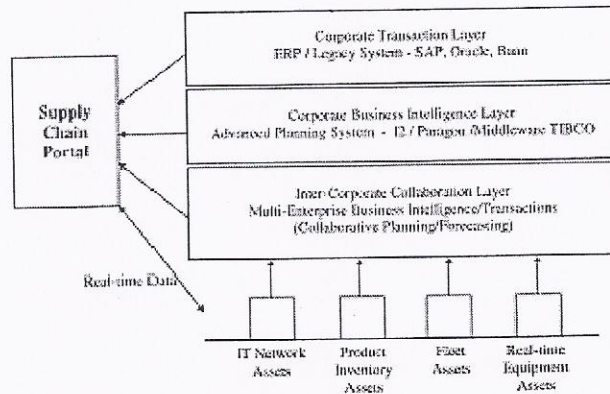 Corporate Transaction Layer
ERP / Legacy System - SAP, Oracle, Baan
Supply
Chain
Portal
Corporate Business Intelligence Layer
Advanced Planning System - I2 / Paragon /Middleware TIBCO
Inter-Corporate Collaboration Layer
Multi-Enterprise Business Intelligence/Transactions
(Collaborative Planning/Forecasting)
Real-time Data
IT Network
Assets
Product
Inventory
Assets
Fleet
Assets
Real-time
Equipment
Assets